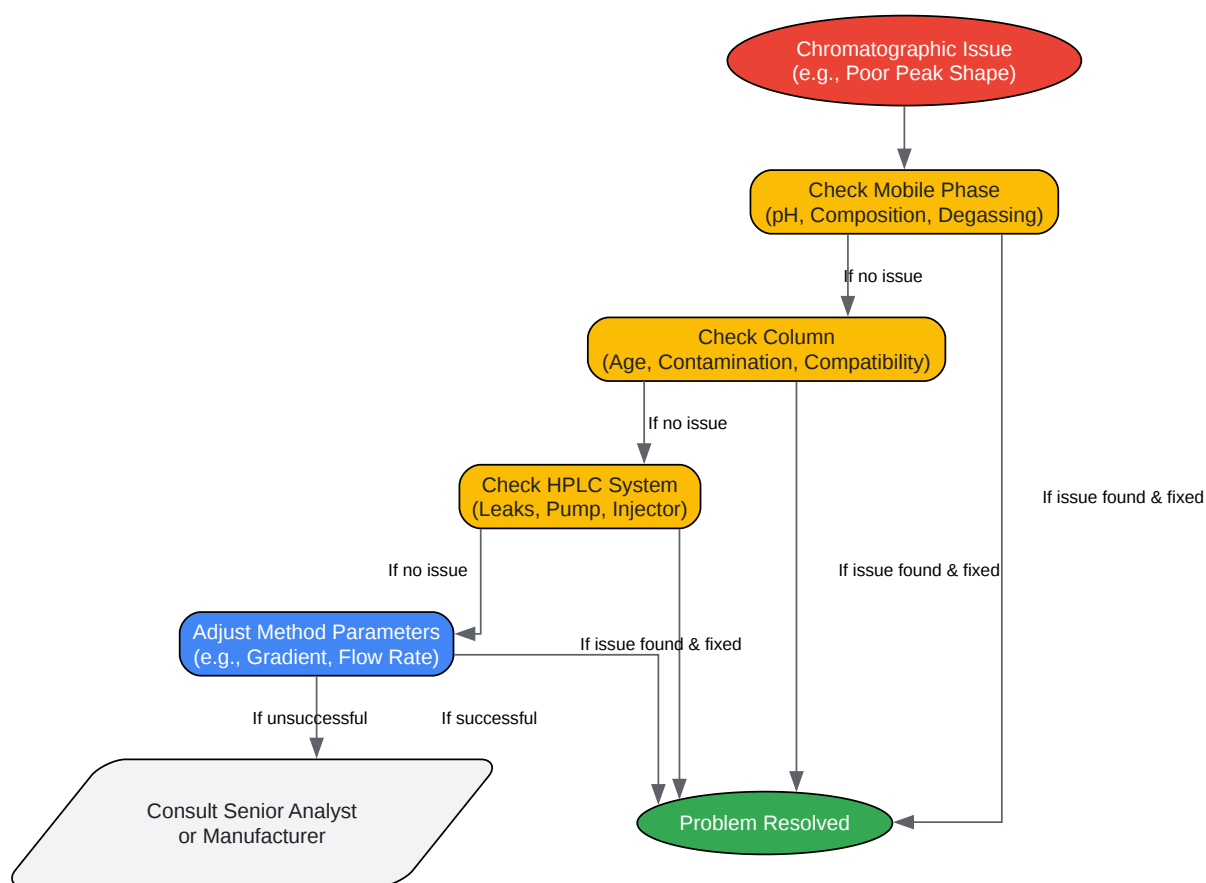 Chromatographic Issue
(e.g., Poor Peak Shape)
Check Mobile Phase
(pH, Composition, Degassing)
If no issue
Check Column
(Age, Contamination, Compatibility)
If no issue
Check HPLC System
(Leaks, Pump, Injector)
If issue found & fixed
If no issue
If issue found & fixed
Adjust Method Parameters
(e.g., Gradient, Flow Rate)
If issue found & fixed
If unsuccessful
If successful
Consult Senior Analyst
or Manufacturer
Problem Resolved